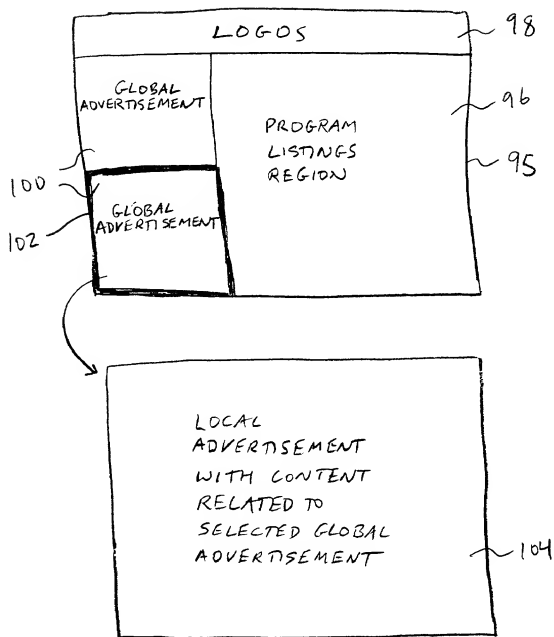 LOGOS
98
GLOBAL
ADVERTISEMENT
96
PROGRAM
LISTINGS
REGION
95
100
102
GLOBAL
ADVERTISEMENT
LOCAL
ADVERTISEMENT
WITH CONTENT
RELATED TO
SELECTED GLOBAL
ADVERTISEMENT
104